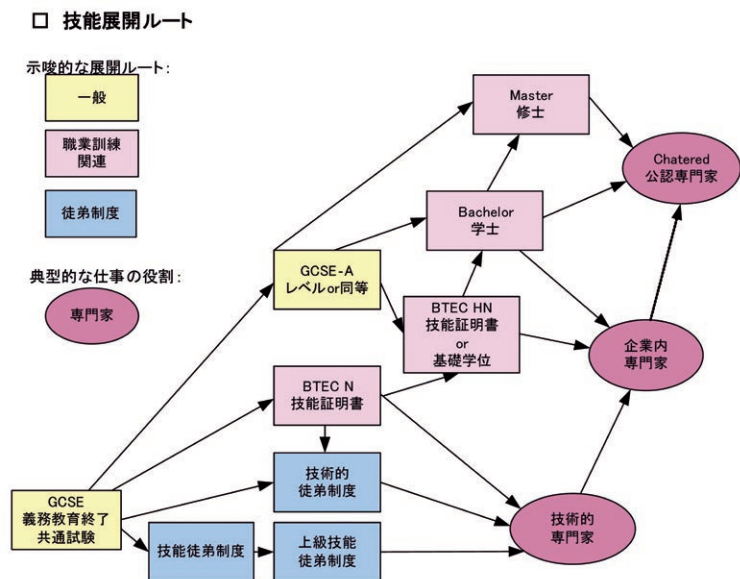 □ 技能展開ルート
示唆的な展開ルート：
一般
職業訓練
関連
徒弟制度
典型的な仕事の役割：
専門家
Master
修士
Chatered
公認専門家
Bachelor
学士
GCSE-A
レベルor同等
BTEC HN
技能証明書
or
基礎学位
企業内
専門家
BTEC N
技能証明書
技術的
徒弟制度
GCSE
義務教育終了
共通試験
技能徒弟制度
上級技能
徒弟制度
技術的
専門家